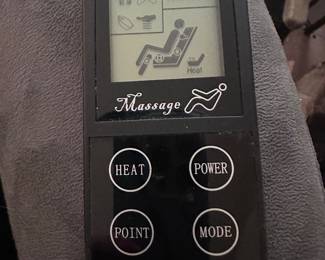 Heat
Massage
HEAT POWER
POINT MODE